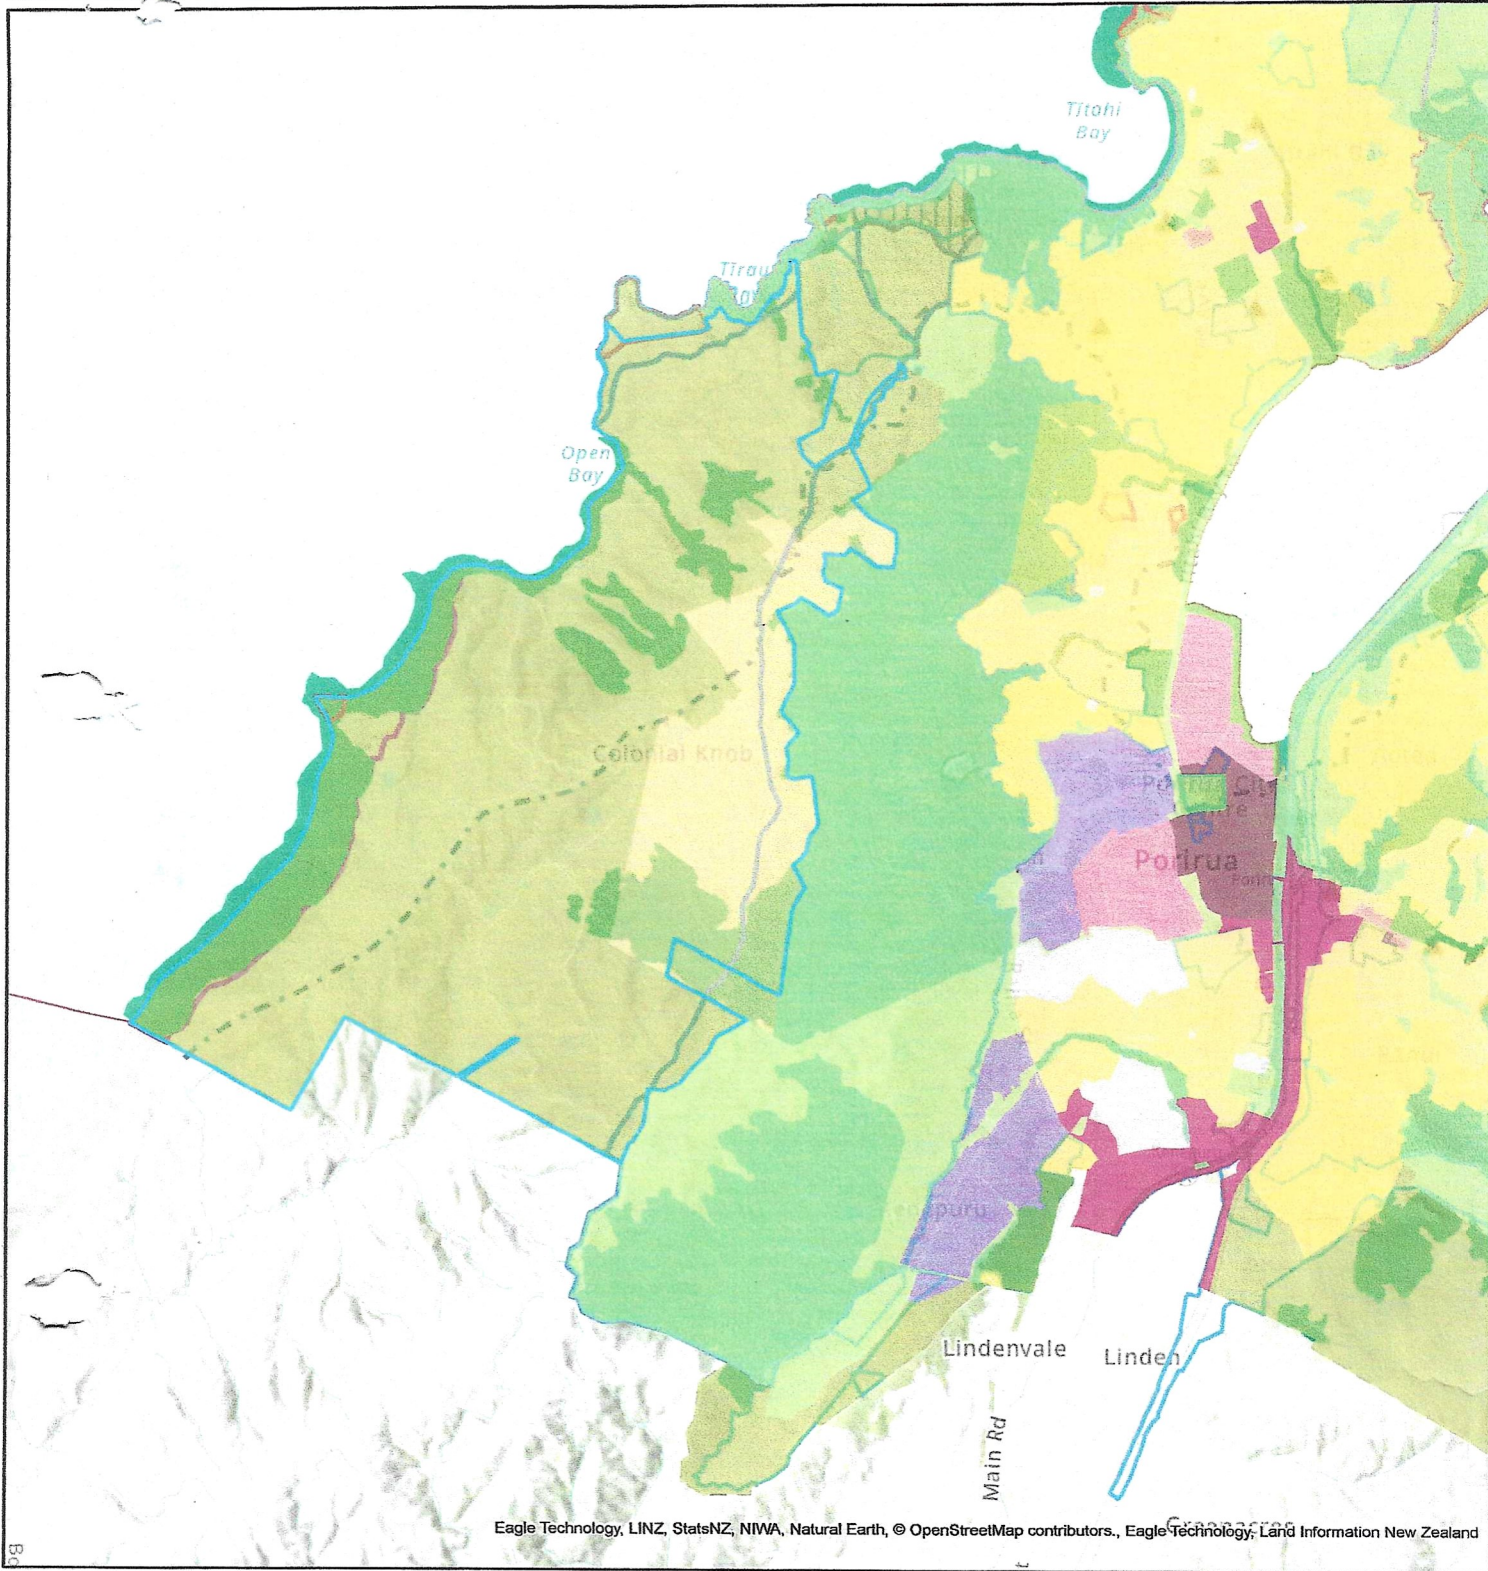 Titahi
Bay
Open
Bay
Colonial Knob
Porirua
Lindenvale
Linden
Main Rd
Eagle Technology, LINZ, StatsNZ, NIWA, Natural Earth, © OpenStreetMap contributors., Eagle Technology, Land Information New Zealand